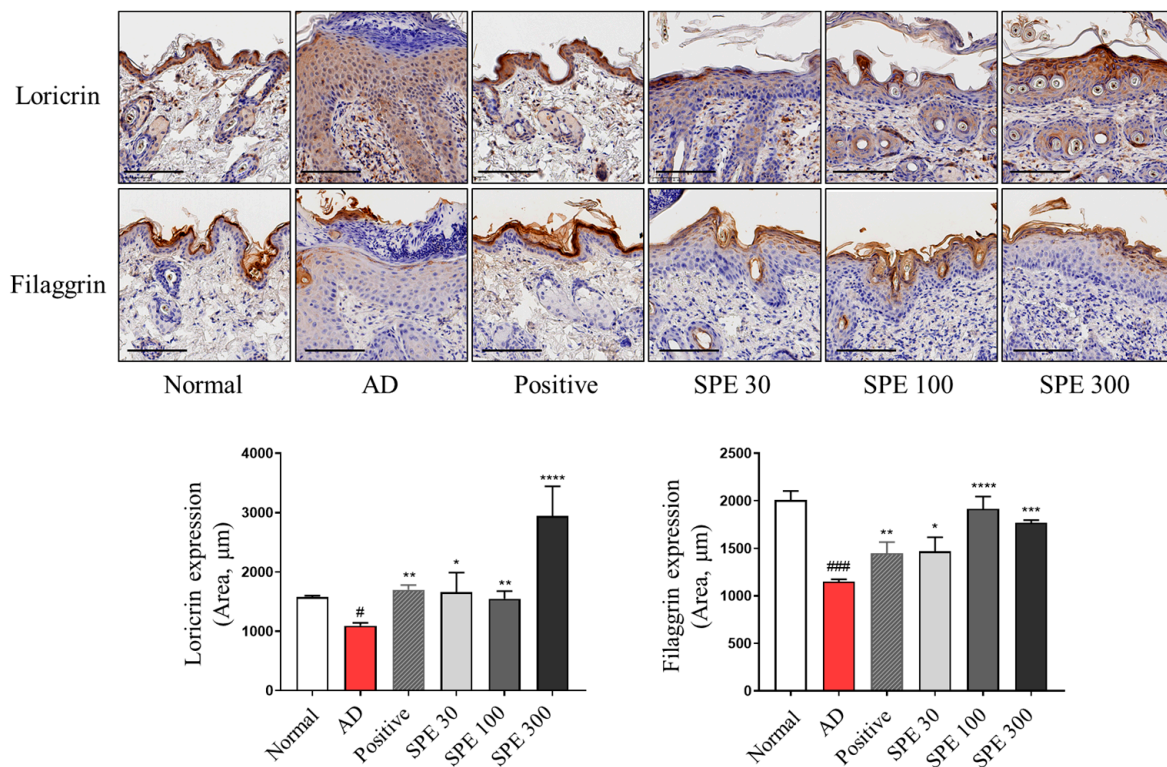 Loricrin
Filaggrin
Normal AD Positive SPE 30 SPE 100 SPE 300
Loricrin expression
(Area, μm)
4000
3000
2000
1000
0
#
**
*
**
****
Normal
AD
Positive
SPE 30
SPE 100
SPE 300
Filaggrin expression
(Area, μm)
2500
2000
1500
1000
500
0
###
**
*
****
***
Normal
AD
Positive
SPE 30
SPE 100
SPE 300